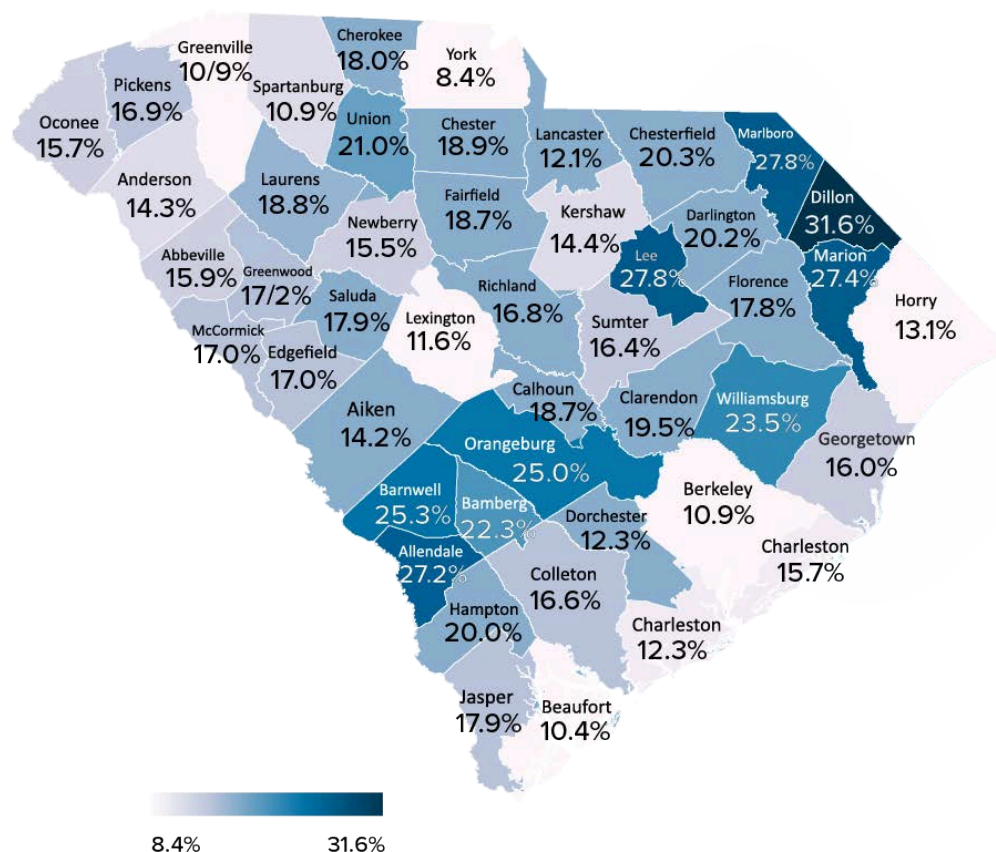 Cherokee
18.0%
York
8.4%
Greenville
10/9%
Spartanburg
10.9%
Pickens
16.9%
Oconee
15.7%
Union
21.0%
Chester
18.9%
Lancaster
12.1%
Chesterfield
20.3%
Marlboro
27.8%
Dillon
31.6%
Anderson
14.3%
Laurens
18.8%
Newberry
15.5%
Fairfield
18.7%
Kershaw
14.4%
Darlington
20.2%
Marion
27.4%
Abbeville
15.9%
Greenwood
17/2%
Saluda
17.9%
Lexington
11.6%
Richland
16.8%
Lee
27.8%
Florence
17.8%
Horry
13.1%
McCormick
17.0%
Edgefield
17.0%
Sumter
16.4%
Aiken
14.2%
Calhoun
18.7%
Clarendon
19.5%
Williamsburg
23.5%
Georgetown
16.0%
Orangeburg
25.0%
Barnwell
25.3%
Bamberg
22.3%
Dorchester
12.3%
Berkeley
10.9%
Charleston
15.7%
Allendale
27.2%
Colleton
16.6%
Hampton
20.0%
Charleston
12.3%
Jasper
17.9%
Beaufort
10.4%
8.4%
31.6%